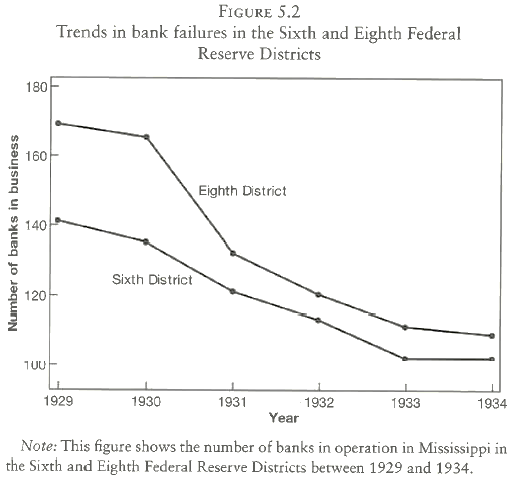 FIGURE 5.2
Trends in bank failures in the Sixth and Eighth Federal
Reserve Districts
180
160
140
120
100
Number of banks in business
Eighth District
Sixth District
1929 1930 1931 1932 1933 1934
Year
Note: This figure shows the number of banks in operation in Mississippi in
the Sixth and Eighth Federal Reserve Districts between 1929 and 1934.